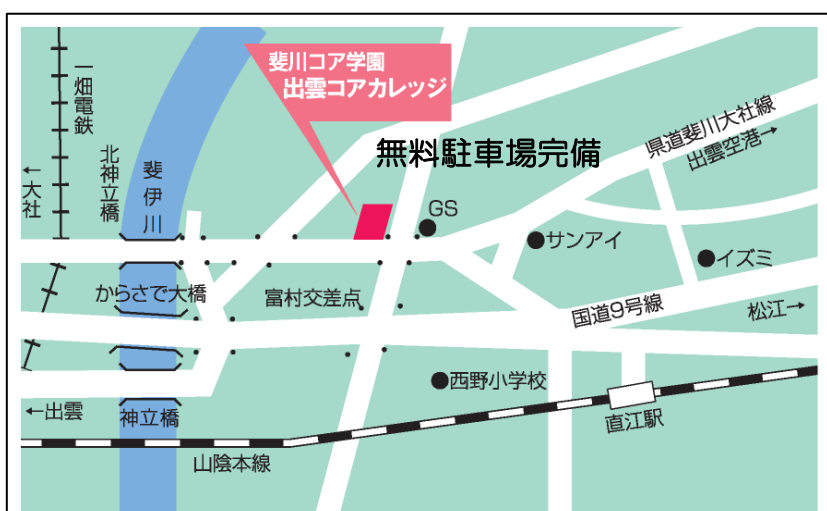 斐川コア学園
出雲コアカレッジ
一畑電鉄
北神立橋
斐伊川
←大社
無料駐車場完備
県道斐川大社線
出雲空港→
GS
サンアイ
イズミ
からさで大橋
富村交差点
国道9号線
松江→
西野小学校
←出雲
神立橋
直江駅
山陰本線